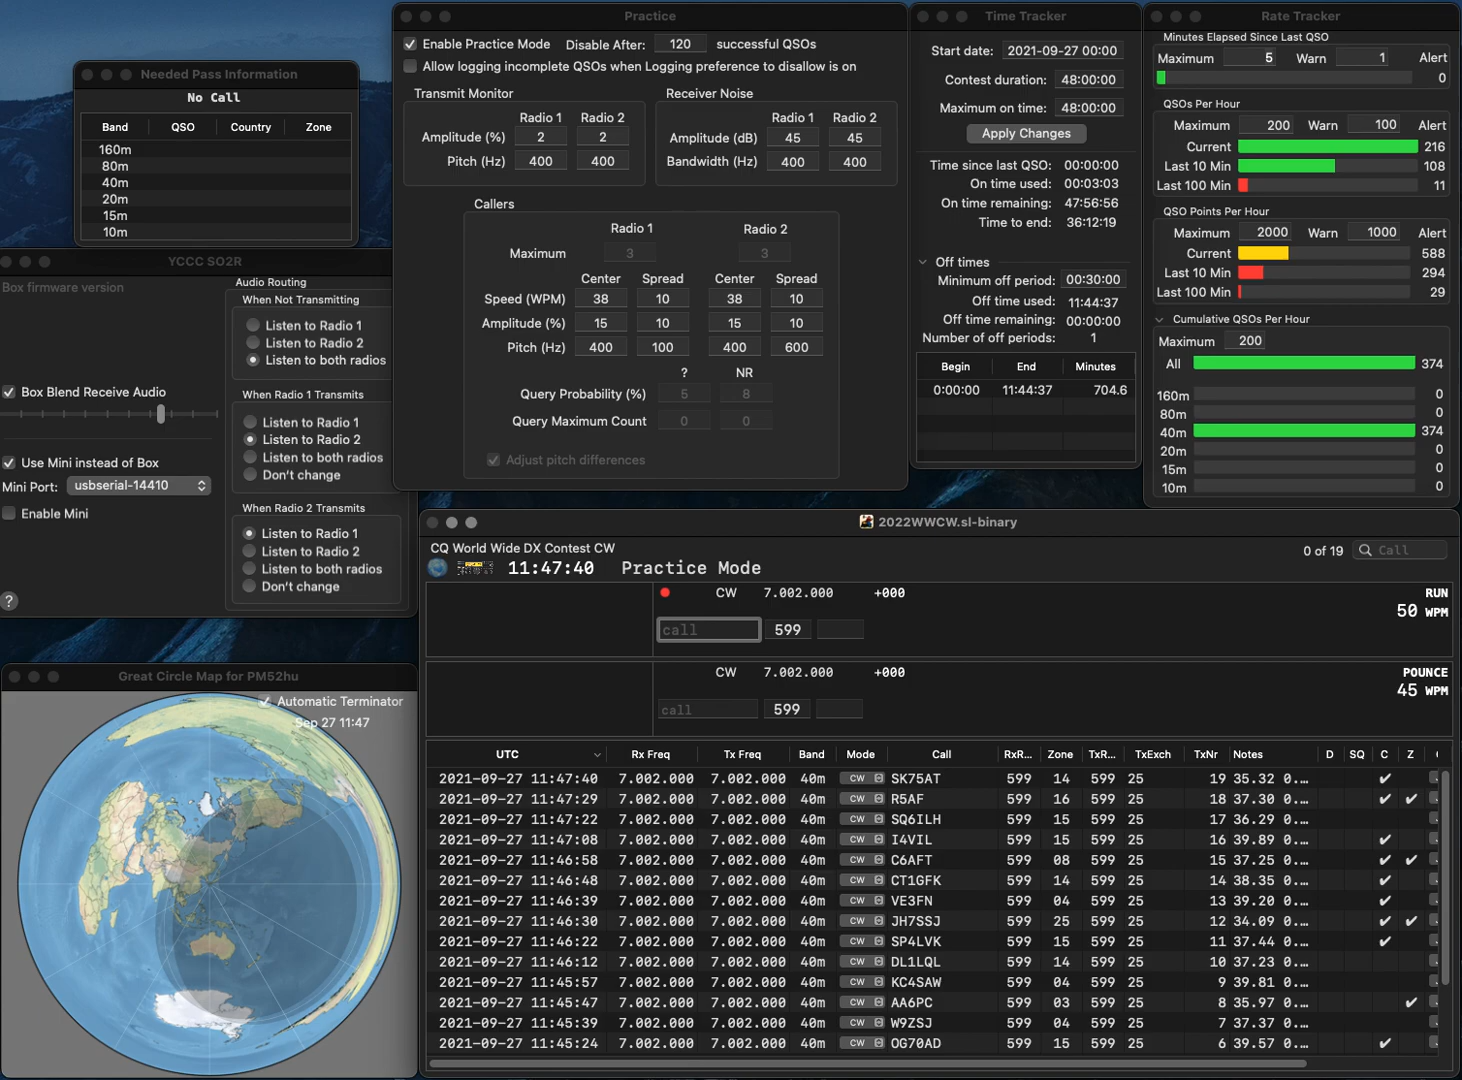 Needed Pass Information
No Call
Band QSO Country Zone
160m
80m
40m
20m
15m
10m
YCCC SO2R
Box firmware version
Audio Routing
When Not Transmitting
Listen to Radio 1
Listen to Radio 2
Listen to both radios
Box Blend Receive Audio
When Radio 1 Transmits
Listen to Radio 1
Listen to Radio 2
Listen to both radios
Don't change
Use Mini instead of Box
Mini Port: usbserial-14410
Enable Mini
When Radio 2 Transmits
Listen to Radio 1
Listen to Radio 2
Listen to both radios
Don't change
?
Great Circle Map for PM52hu
Automatic Terminator
Sep 27 11:47
Practice
Enable Practice Mode Disable After: 120 successful QSOs
Allow logging incomplete QSOs when Logging preference to disallow is on
Transmit Monitor
Radio 1 Radio 2
Amplitude (%) 2 2
Pitch (Hz) 400 400
Receiver Noise
Radio 1 Radio 2
Amplitude (dB) 45 45
Bandwidth (Hz) 400 400
Callers
Radio 1 Radio 2
Maximum 3 3
Center Spread Center Spread
Speed (WPM) 38 10 38 10
Amplitude (%) 15 10 15 10
Pitch (Hz) 400 100 400 600
? NR
Query Probability (%) 5 8
Query Maximum Count 0 0
Adjust pitch differences
Time Tracker
Start date: 2021-09-27 00:00
Contest duration: 48:00:00
Maximum on time: 48:00:00
Apply Changes
Time since last QSO: 00:00:00
On time used: 00:03:03
On time remaining: 47:56:56
Time to end: 36:12:19
Off times
Minimum off period: 00:30:00
Off time used: 11:44:37
Off time remaining: 00:00:00
Number of off periods: 1
Begin End Minutes
0:00:00 11:44:37 704.6
Rate Tracker
Minutes Elapsed Since Last QSO
Maximum 5 Warn 1 Alert
0
QSOs Per Hour
Maximum 200 Warn 100 Alert
Current 216
Last 10 Min 108
Last 100 Min 11
QSO Points Per Hour
Maximum 2000 Warn 1000 Alert
Current 588
Last 10 Min 294
Last 100 Min 29
Cumulative QSOs Per Hour
Maximum 200
All 374
160m 0
80m 0
40m 374
20m 0
15m 0
10m 0
2022WWCW.sl-binary
CQ World Wide DX Contest CW
0 of 19 Call
11:47:40 Practice Mode
CW 7.002.000 +000 RUN
50 WPM
call 599
CW 7.002.000 +000 POUNCE
45 WPM
call 599
UTC Rx Freq Tx Freq Band Mode Call RxR... Zone TxR... TxExch TxNr Notes D SQ C Z
2021-09-27 11:47:40 7.002.000 7.002.000 40m CW SK75AT 599 14 599 25 19 35.32 0.... ✔
2021-09-27 11:47:29 7.002.000 7.002.000 40m CW R5AF 599 16 599 25 18 37.30 0.... ✔ ✔
2021-09-27 11:47:22 7.002.000 7.002.000 40m CW SQ6ILH 599 15 599 25 17 36.29 0....
2021-09-27 11:47:08 7.002.000 7.002.000 40m CW I4VIL 599 15 599 25 16 39.89 0.... ✔
2021-09-27 11:46:58 7.002.000 7.002.000 40m CW C6AFT 599 08 599 25 15 37.25 0.... ✔ ✔
2021-09-27 11:46:48 7.002.000 7.002.000 40m CW CT1GFK 599 14 599 25 14 38.35 0.... ✔
2021-09-27 11:46:39 7.002.000 7.002.000 40m CW VE3FN 599 04 599 25 13 39.20 0.... ✔
2021-09-27 11:46:30 7.002.000 7.002.000 40m CW JH7SSJ 599 25 599 25 12 34.09 0.... ✔ ✔
2021-09-27 11:46:22 7.002.000 7.002.000 40m CW SP4LVK 599 15 599 25 11 37.44 0.... ✔
2021-09-27 11:46:12 7.002.000 7.002.000 40m CW DL1LQL 599 14 599 25 10 37.23 0....
2021-09-27 11:45:57 7.002.000 7.002.000 40m CW KC4SAW 599 04 599 25 9 39.81 0....
2021-09-27 11:45:47 7.002.000 7.002.000 40m CW AA6PC 599 03 599 25 8 35.97 0.... ✔
2021-09-27 11:45:39 7.002.000 7.002.000 40m CW W9ZSJ 599 04 599 25 7 37.37 0....
2021-09-27 11:45:24 7.002.000 7.002.000 40m CW OG70AD 599 15 599 25 6 39.57 0.... ✔